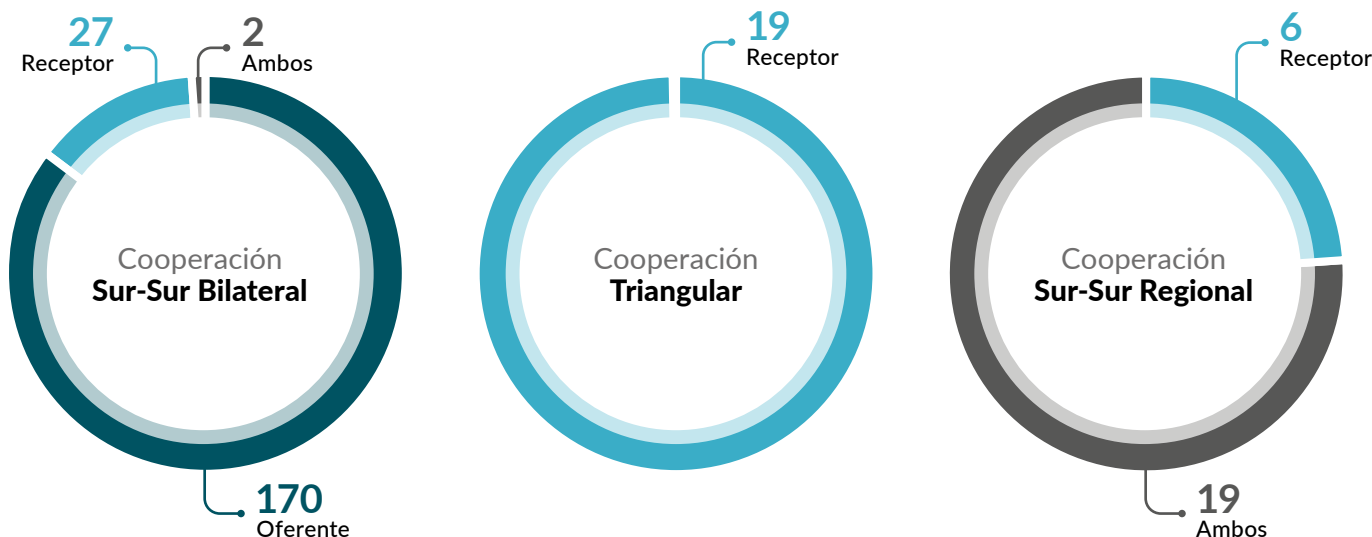 27
Receptor
2
Ambos
Cooperación
Sur-Sur Bilateral
170
Oferente
19
Receptor
Cooperación
Triangular
6
Receptor
Cooperación
Sur-Sur Regional
19
Ambos